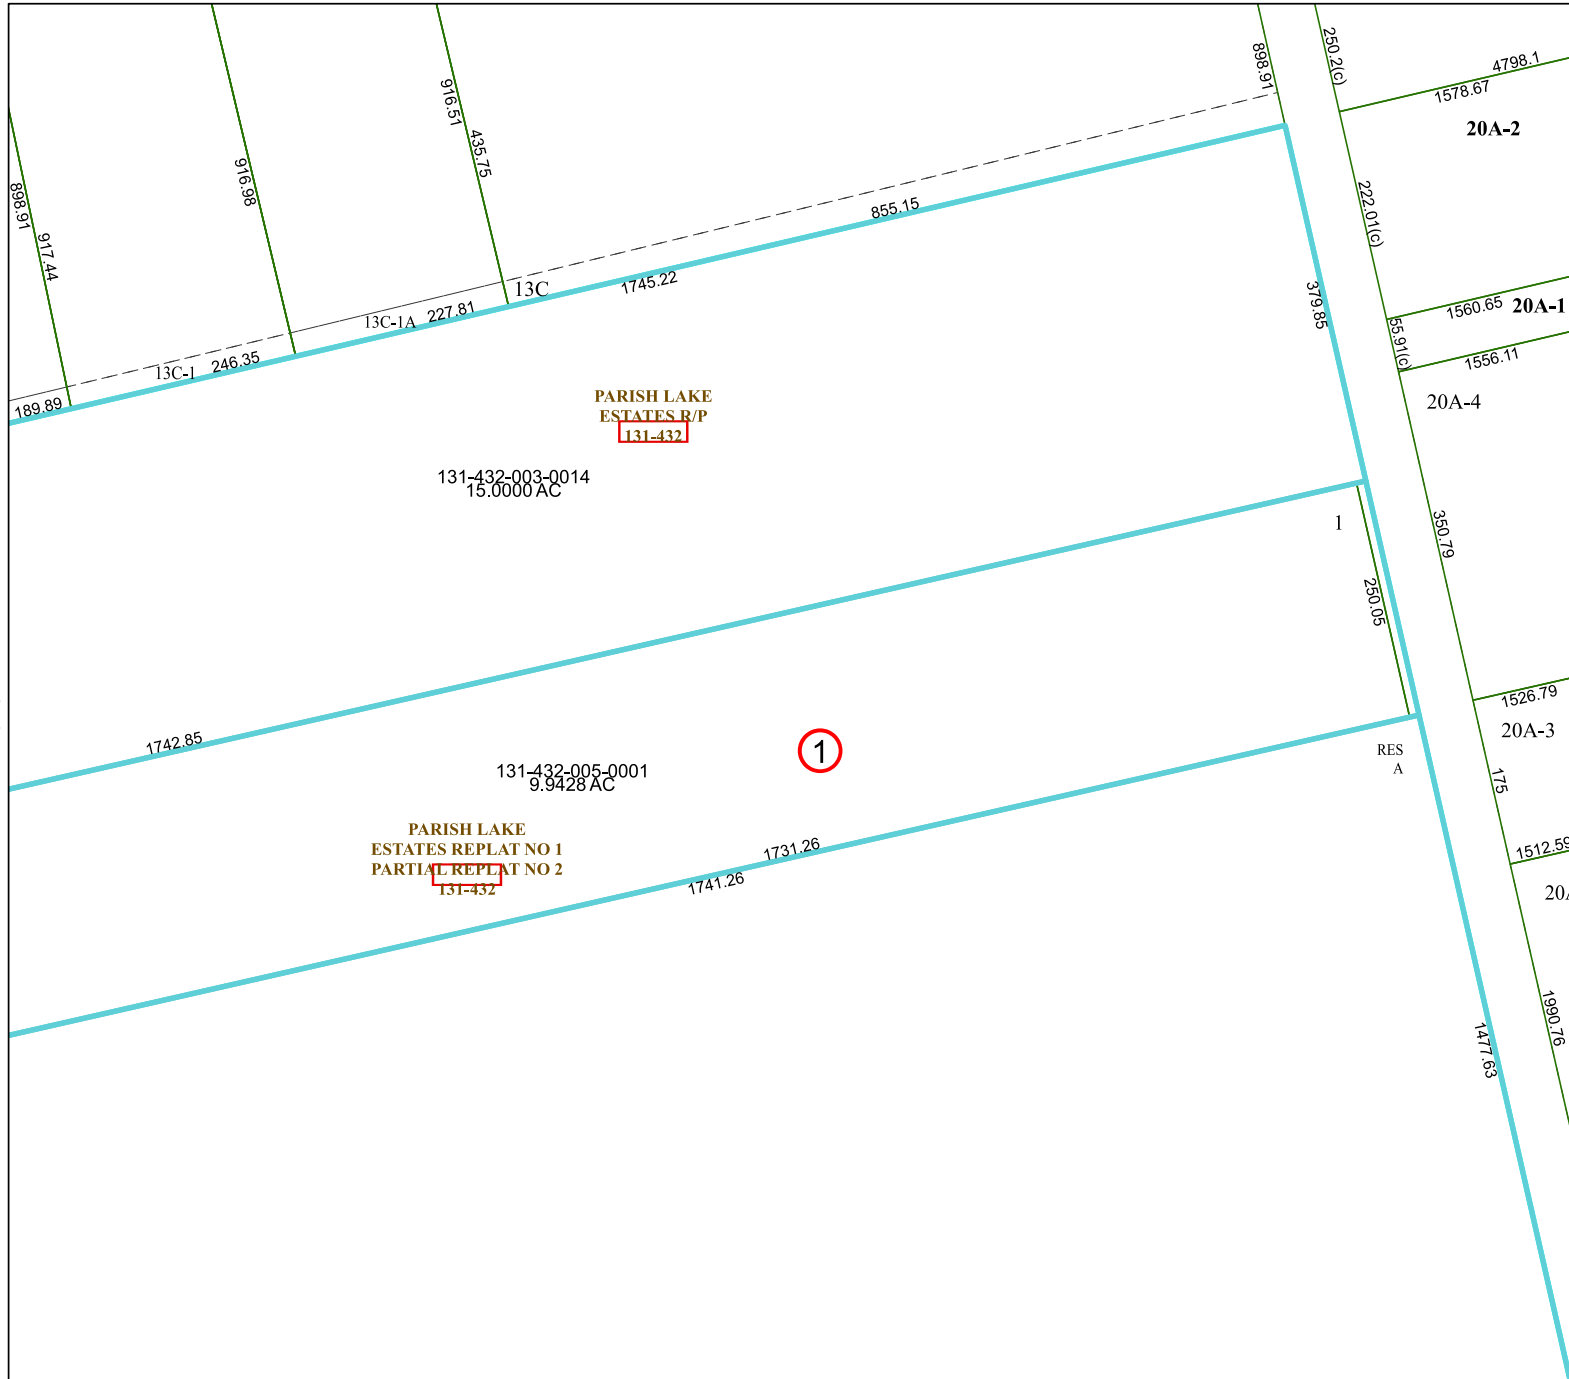 250.2(c)
4798.1
898.91
1578.67
916.51
20A-2
435.75
916.98
898.91
855.15
222.01(c)
917.44
1745.22
13C
379.85
13C-1A
227.81
1560.65
20A-1
55.91(c)
13C-1
246.35
1556.11
189.89
20A-4
PARISH LAKE
ESTATES R/P
131-432
131-432-003-0014
15.0000 AC
1
350.79
250.05
1526.79
20A-3
1742.85
1
RES
A
131-432-005-0001
9.9428 AC
175
PARISH LAKE
ESTATES REPLAT NO 1
PARTIAL REPLAT NO 2
131-432
1731.26
1741.26
1512.59
20A
1990.76
1477.63